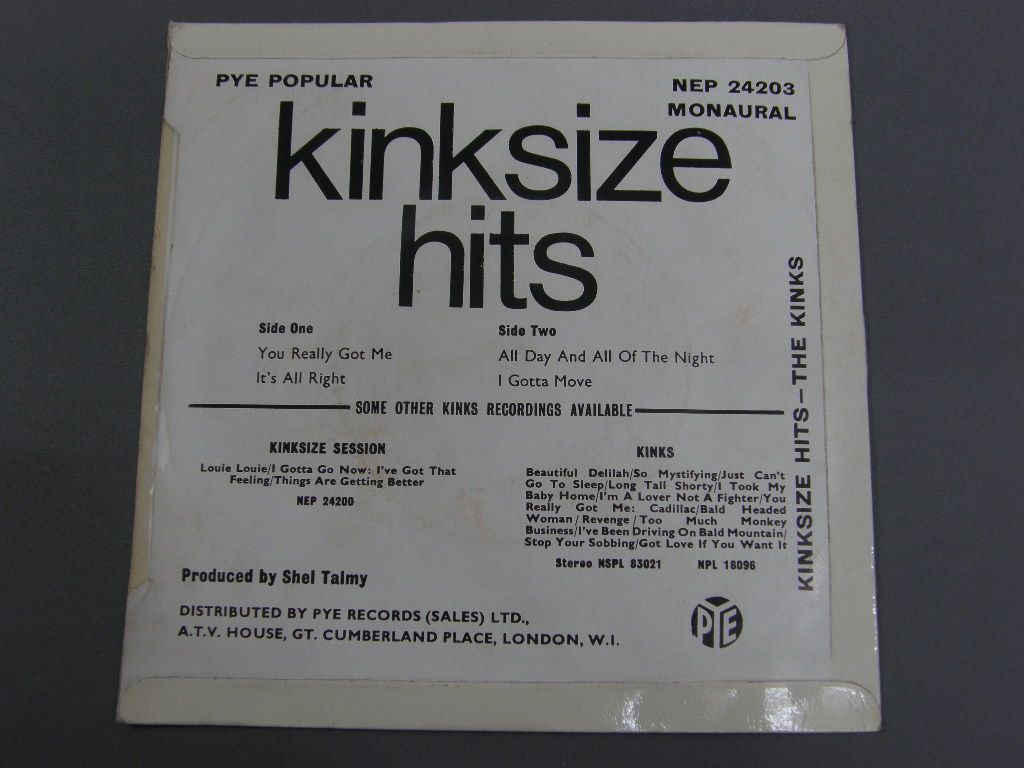 PYE POPULAR
NEP 24203
MONAURAL
kinksize
hits
Side One
You Really Got Me
It's All Right
Side Two
All Day And All Of The Night
I Gotta Move
SOME OTHER KINKS RECORDINGS AVAILABLE
KINKSIZE SESSION
Louie Louie/I Gotta Go Now: I've Got That
Feeling/Things Are Getting Better
NEP 24200
KINKS
Beautiful Delilah/So Mystifying/Just Can't
Go To Sleep/Long Tall Shorty/I Took My
Baby Home/I'm A Lover Not A Fighter/You
Really Got Me: Cadillac/Bald Headed
Woman/Revenge/Too Much Monkey
Business/I've Been Driving On Bald Mountain/
Stop Your Sobbing/Got Love If You Want It
Stereo NSPL 83021 NPL 18096
KINKSIZE HITS—THE KINKS
Produced by Shel Talmy
DISTRIBUTED BY PYE RECORDS (SALES) LTD.,
A.T.V. HOUSE, GT. CUMBERLAND PLACE, LONDON, W.I.
PYE